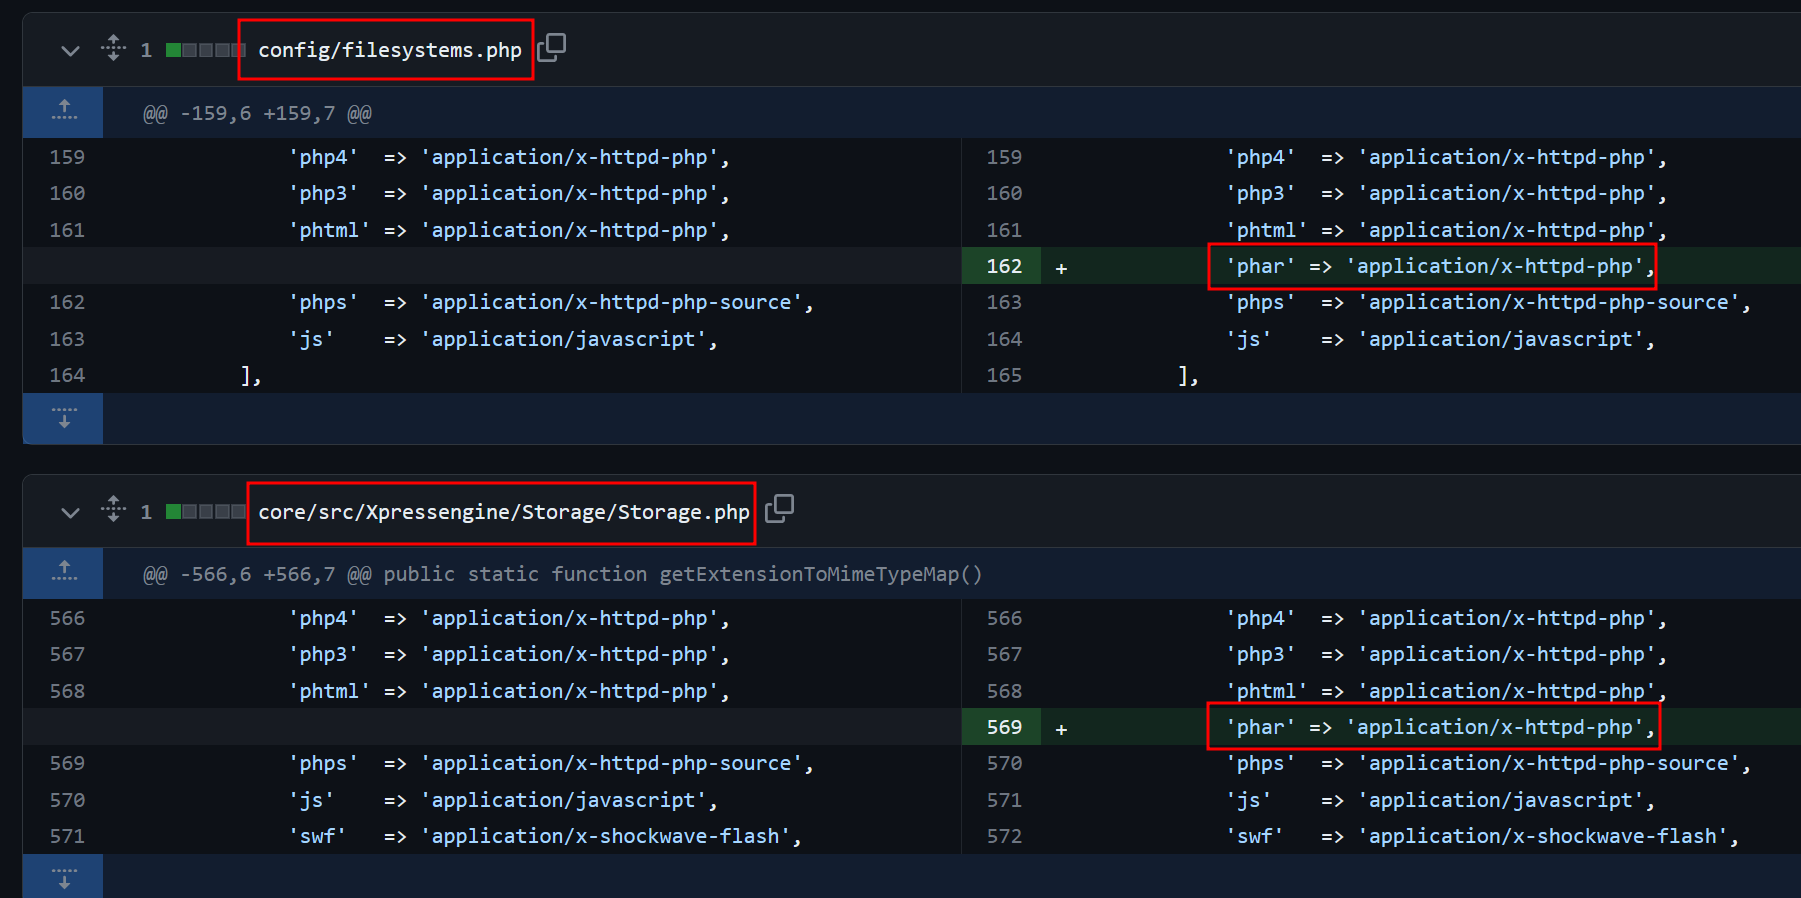 1 config/filesystems.php
@@ -159,6 +159,7 @@
159 'php4' => 'application/x-httpd-php', 159 'php4' => 'application/x-httpd-php',
160 'php3' => 'application/x-httpd-php', 160 'php3' => 'application/x-httpd-php',
161 'phtml' => 'application/x-httpd-php', 161 'phtml' => 'application/x-httpd-php',
162 + 'phar' => 'application/x-httpd-php',
162 'phps' => 'application/x-httpd-php-source', 163 'phps' => 'application/x-httpd-php-source',
163 'js' => 'application/javascript', 164 'js' => 'application/javascript',
164 ], 165 ],
1 core/src/Xpressengine/Storage/Storage.php
@@ -566,6 +566,7 @@ public static function getExtensionToMimeTypeMap()
566 'php4' => 'application/x-httpd-php', 566 'php4' => 'application/x-httpd-php',
567 'php3' => 'application/x-httpd-php', 567 'php3' => 'application/x-httpd-php',
568 'phtml' => 'application/x-httpd-php', 568 'phtml' => 'application/x-httpd-php',
569 + 'phar' => 'application/x-httpd-php',
569 'phps' => 'application/x-httpd-php-source', 570 'phps' => 'application/x-httpd-php-source',
570 'js' => 'application/javascript', 571 'js' => 'application/javascript',
571 'swf' => 'application/x-shockwave-flash', 572 'swf' => 'application/x-shockwave-flash',